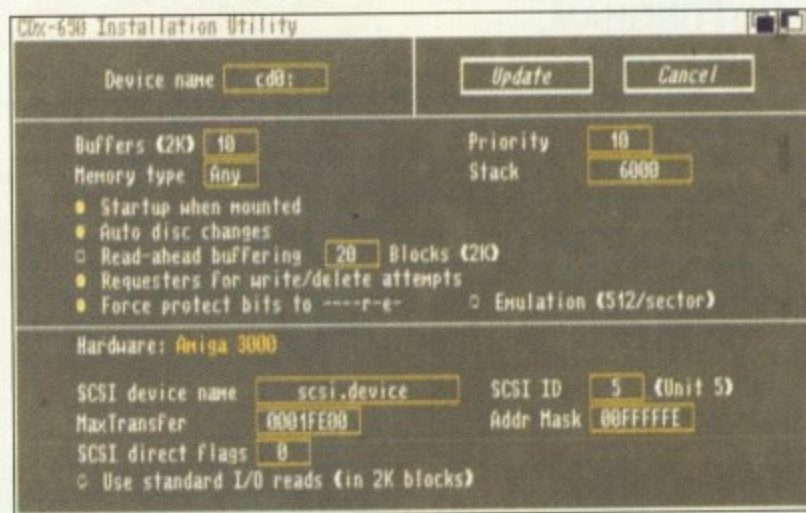 CDx-650 Installation Utility
Device name cd0:
Update Cancel
Buffers (2K) 10
Priority 10
Memory type Any
Stack 6000
Startup when mounted
Auto disc changes
Read-ahead buffering 20 Blocks (2K)
Requesters for write/delete attempts
Force protect bits to ----r-e-
Emulation (512/sector)
Hardware: Amiga 3000
SCSI device name scsi.device
SCSI ID 5 (Unit 5)
MaxTransfer 0001FE00
Addr Mask 00FFFFFE
SCSI direct flags 0
Use standard I/O reads (in 2K blocks)